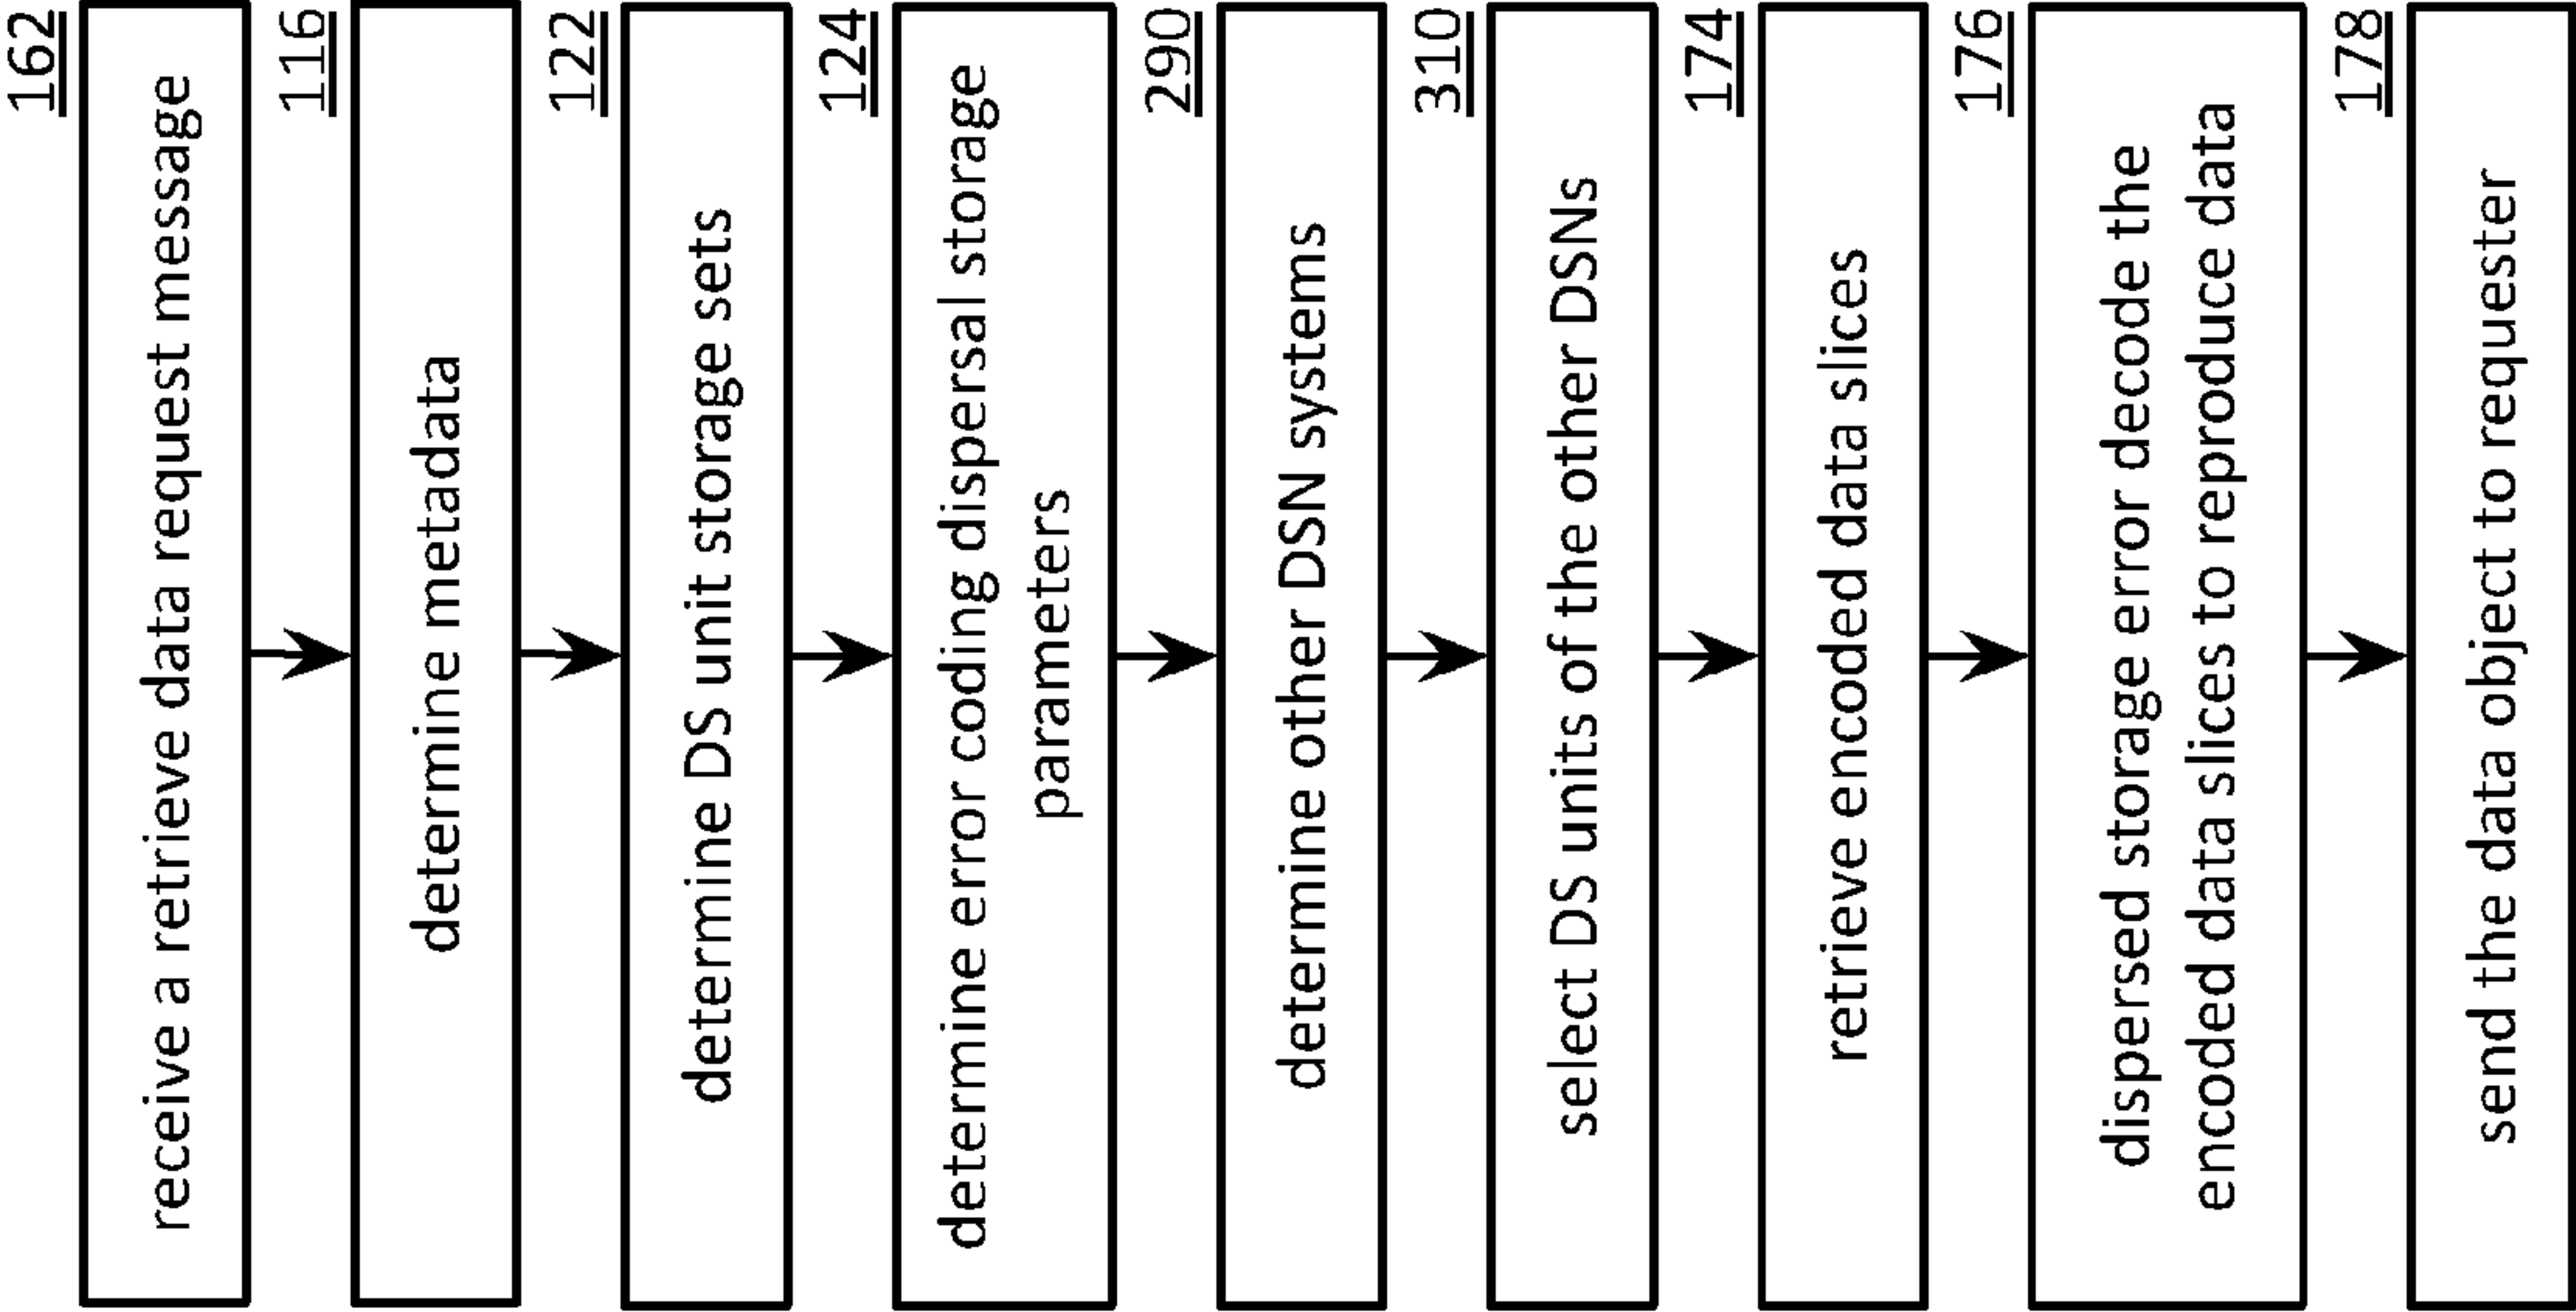 162
receive a retrieve data request message
116
determine metadata
122
determine DS unit storage sets
124
determine error coding dispersal storage
parameters
290
determine other DSN systems
310
select DS units of the other DSNs
174
retrieve encoded data slices
176
dispersed storage error decode the
encoded data slices to reproduce data
178
send the data object to requester